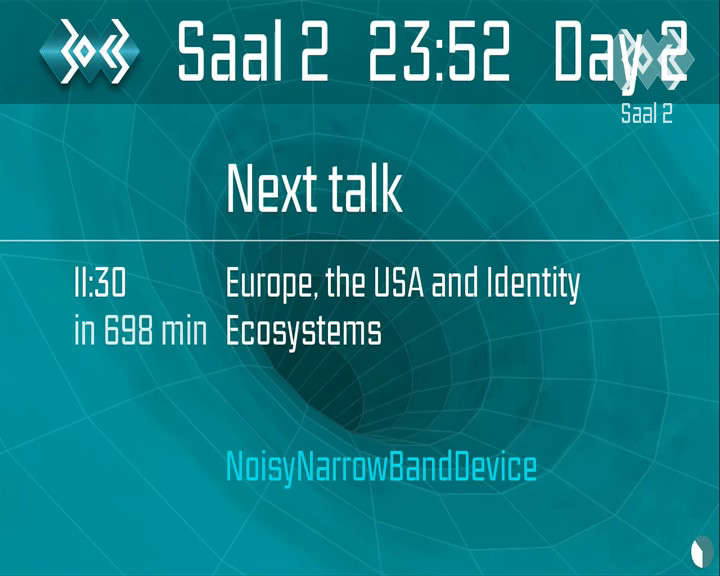 Saal 2 23:52 Day 2
Saal 2
Next talk
11:30 Europe, the USA and Identity
in 698 min Ecosystems
NoisyNarrowBandDevice